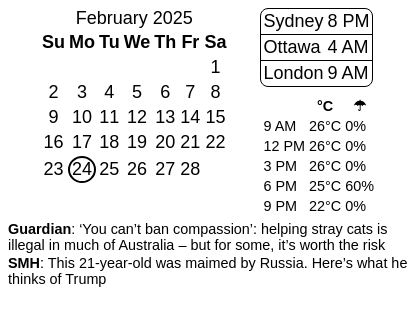 February 2025
Su Mo Tu We Th Fr Sa
1
2 3 4 5 6 7 8
9 10 11 12 13 14 15
16 17 18 19 20 21 22
23 24 25 26 27 28
Sydney 8 PM
Ottawa 4 AM
London 9 AM
°C ☂
9 AM 26°C 0%
12 PM 26°C 0%
3 PM 26°C 0%
6 PM 25°C 60%
9 PM 22°C 0%
Guardian: ‘You can’t ban compassion’: helping stray cats is
illegal in much of Australia – but for some, it’s worth the risk
SMH: This 21-year-old was maimed by Russia. Here’s what he
thinks of Trump